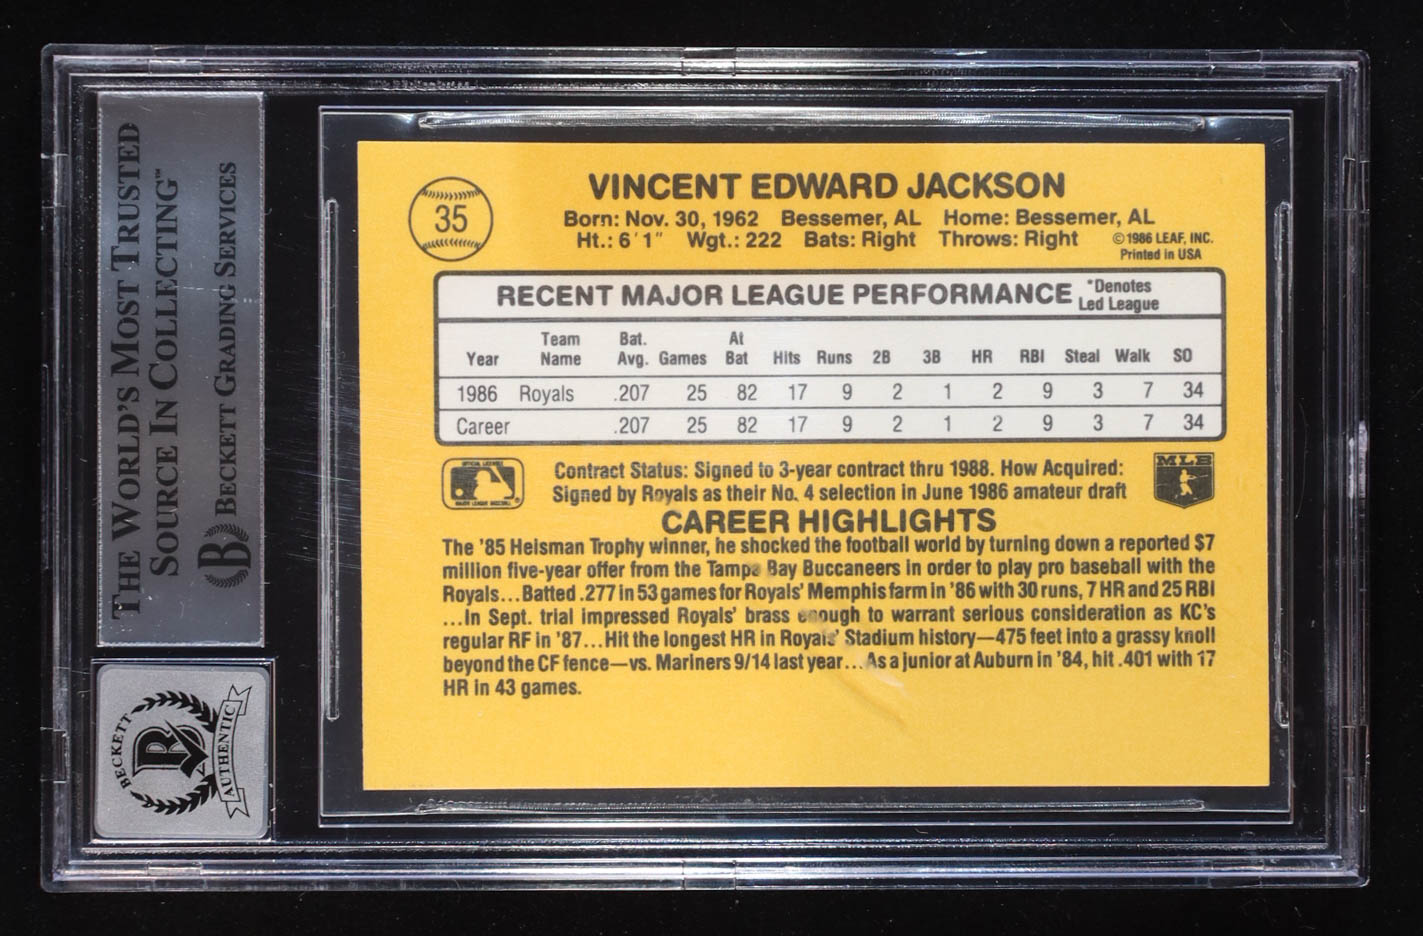 THE WORLD'S MOST TRUSTED
SOURCE IN COLLECTING™
BECKETT GRADING SERVICES
B
BECKETT
AUTHENTIC
35
VINCENT EDWARD JACKSON
Born: Nov. 30, 1962 Bessemer, AL Home: Bessemer, AL
Ht.: 6'1" Wgt.: 222 Bats: Right Throws: Right ©1986 LEAF, INC.
Printed in USA
RECENT MAJOR LEAGUE PERFORMANCE *Denotes Led League
Year Team Name Bat. Avg. Games At Bat Hits Runs 2B 3B HR RBI Steal Walk SO
1986 Royals .207 25 82 17 9 2 1 2 9 3 7 34
Career .207 25 82 17 9 2 1 2 9 3 7 34
Contract Status: Signed to 3-year contract thru 1988. How Acquired:
Signed by Royals as their No. 4 selection in June 1986 amateur draft
MLB
CAREER HIGHLIGHTS
The '85 Heisman Trophy winner, he shocked the football world by turning down a reported $7
million five-year offer from the Tampa Bay Buccaneers in order to play pro baseball with the
Royals...Batted .277 in 53 games for Royals' Memphis farm in '86 with 30 runs, 7 HR and 25 RBI
...In Sept. trial impressed Royals' brass enough to warrant serious consideration as KC's
regular RF in '87...Hit the longest HR in Royals' Stadium history—475 feet into a grassy knoll
beyond the CF fence—vs. Mariners 9/14 last year...As a junior at Auburn in '84, hit .401 with 17
HR in 43 games.